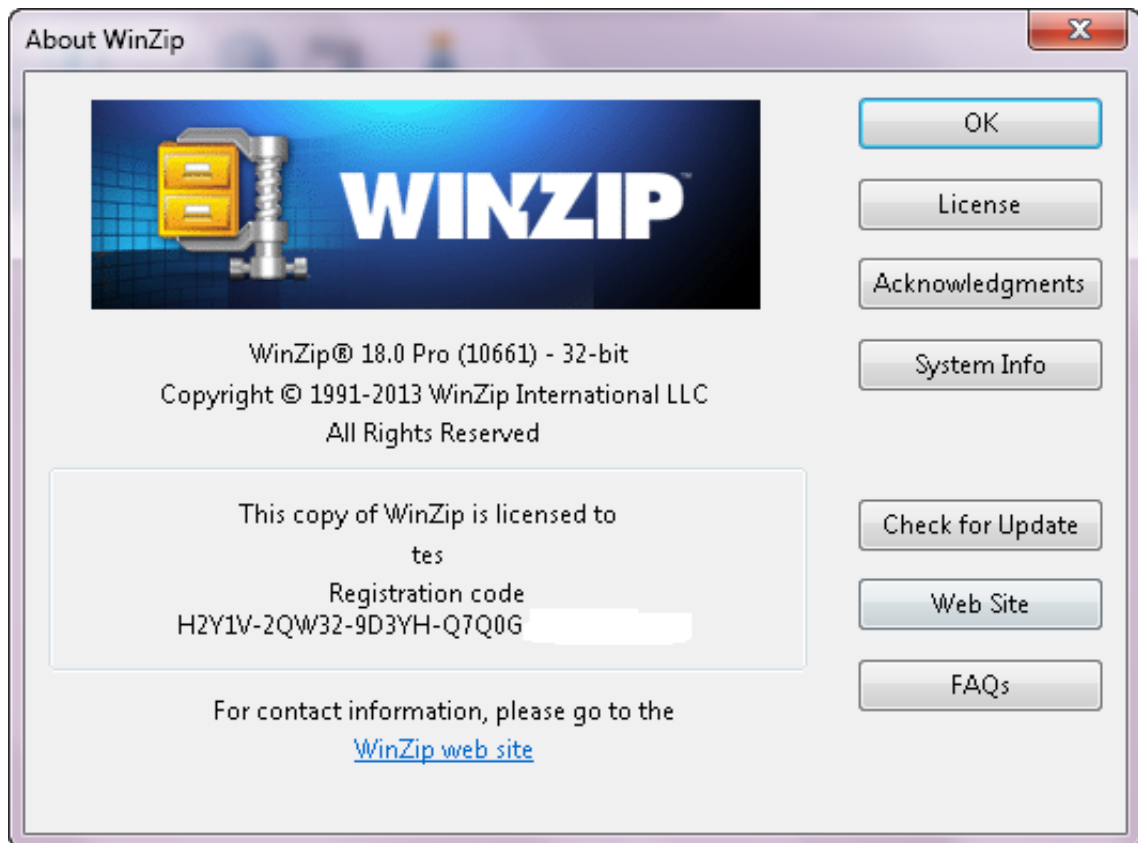 About WinZip
WINZIP™
OK
License
Acknowledgments
System Info
WinZip® 18.0 Pro (10661) - 32-bit
Copyright © 1991-2013 WinZip International LLC
All Rights Reserved
This copy of WinZip is licensed to
tes
Registration code
H2Y1V-2QW32-9D3YH-Q7Q0G
Check for Update
Web Site
FAQs
For contact information, please go to the
WinZip web site